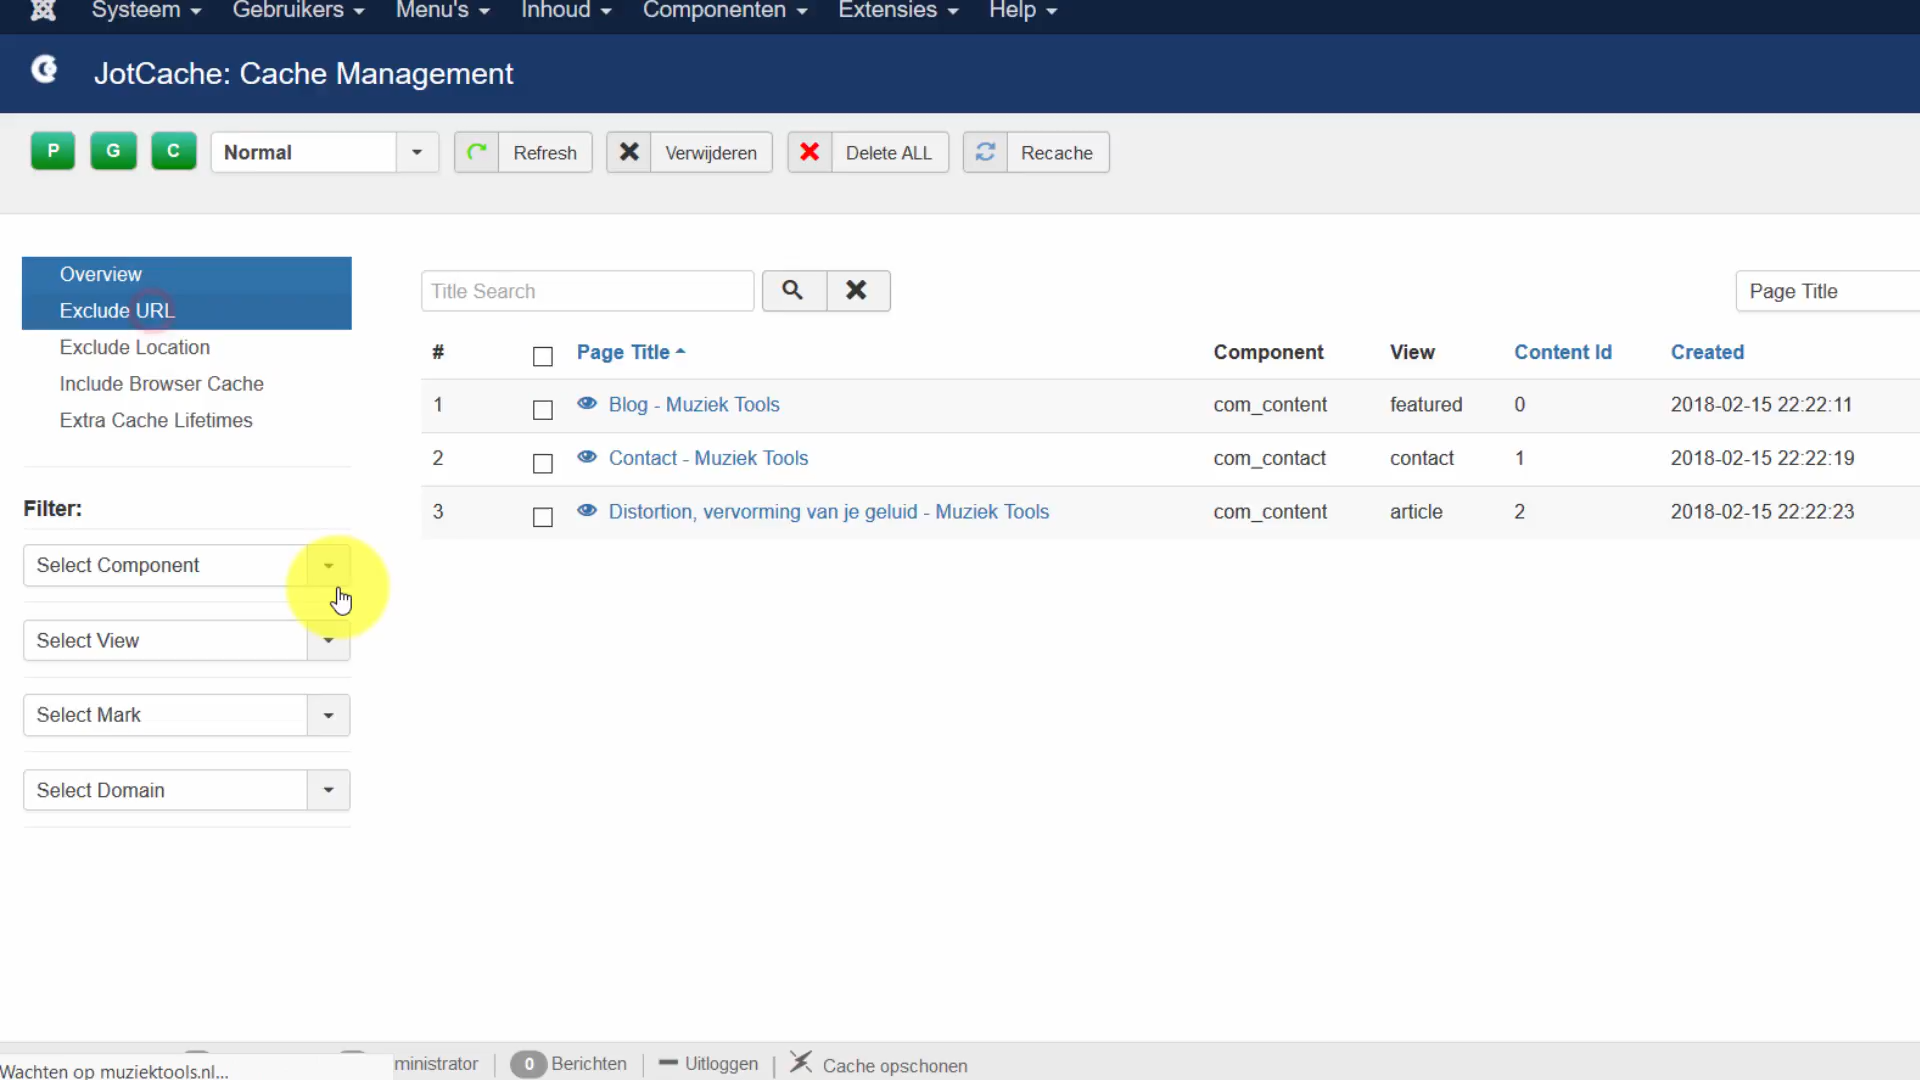 Systeem Gebruikers Menu's Inhoud Componenten Extensies Help
JotCache: Cache Management
P G C Normal Refresh Verwijderen Delete ALL Recache
Overview
Exclude URL
Exclude Location
Include Browser Cache
Extra Cache Lifetimes
Filter:
Select Component
Select View
Select Mark
Select Domain
Title Search Page Title
# Page Title Component View Content Id Created
1 Blog - Muziek Tools com_content featured 0 2018-02-15 22:22:11
2 Contact - Muziek Tools com_contact contact 1 2018-02-15 22:22:19
3 Distortion, vervorming van je geluid - Muziek Tools com_content article 2 2018-02-15 22:22:23
Wachten op muziektools.nl... ministrator 0 Berichten Uitloggen Cache opschonen